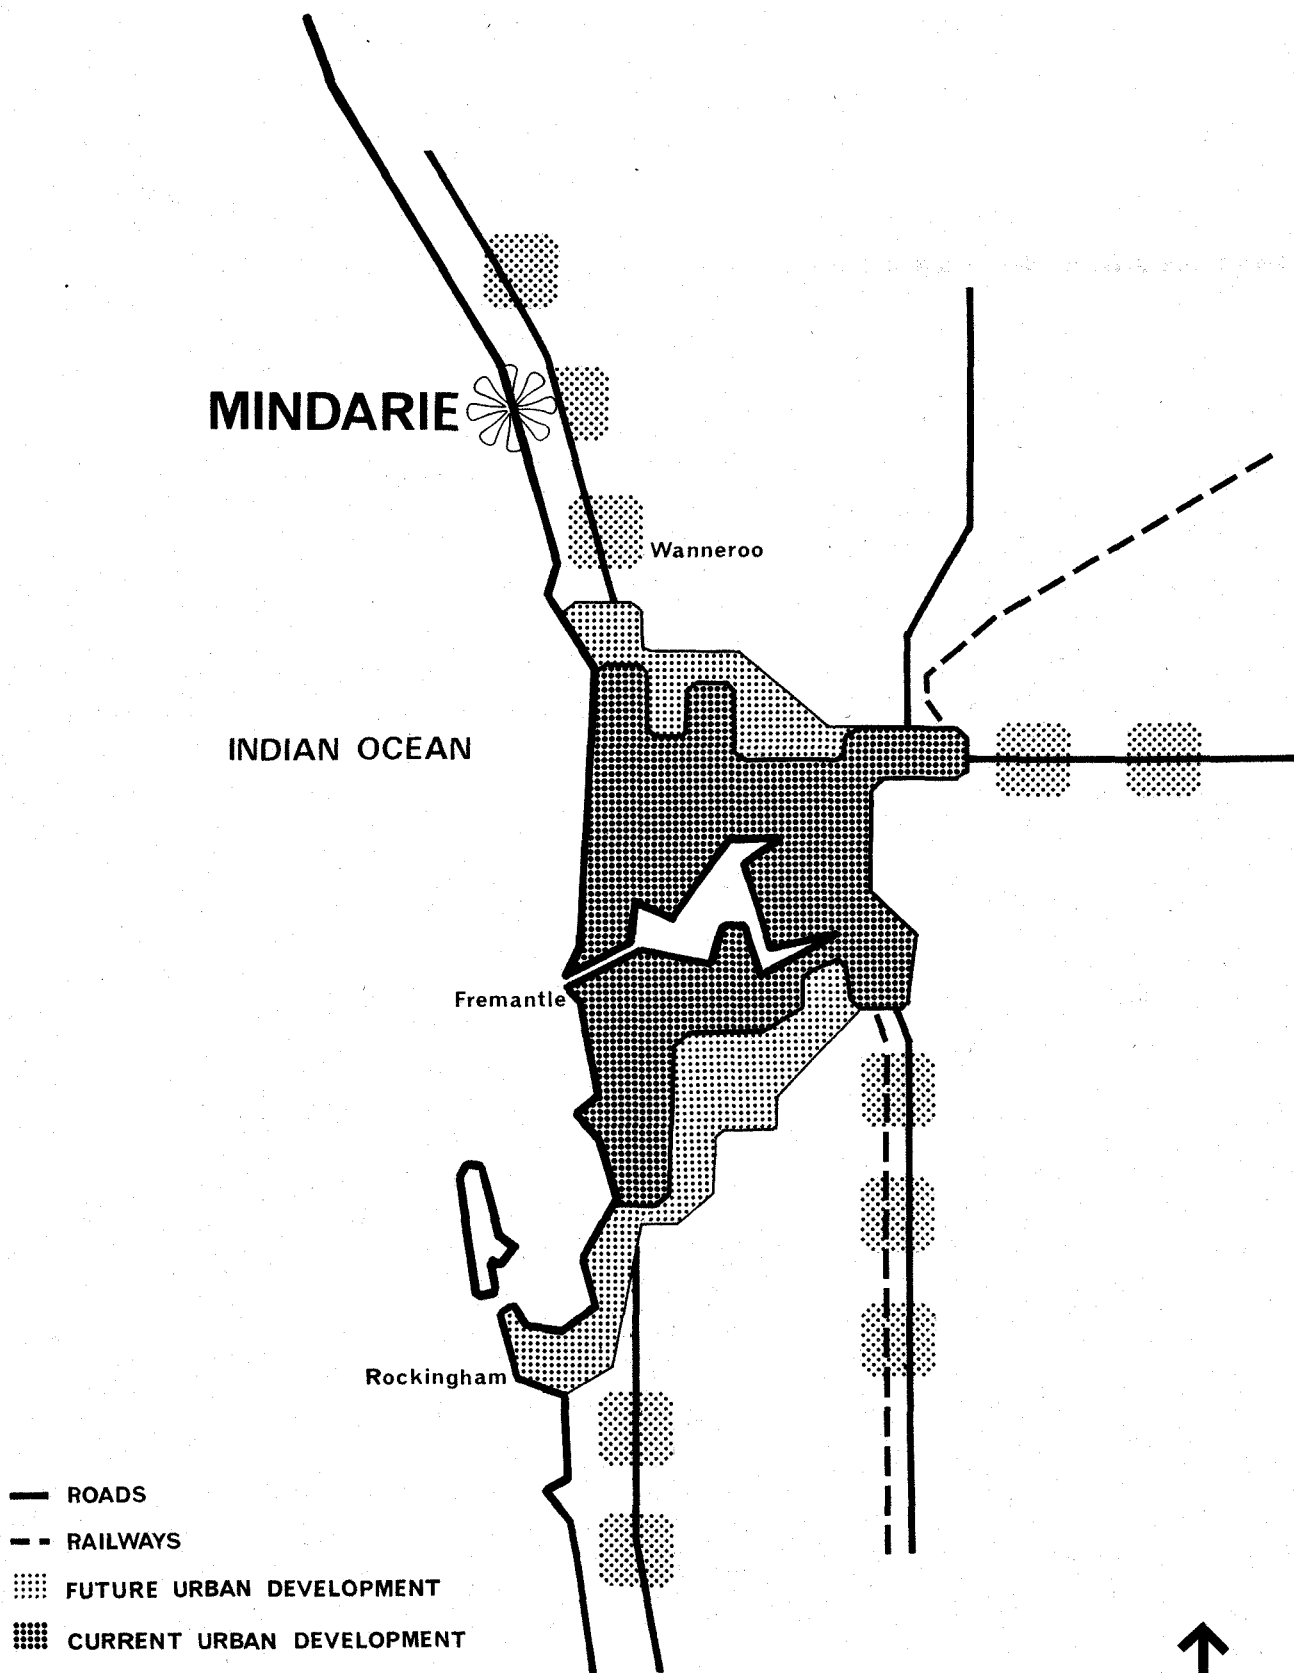 MINDARIE
Wanneroo
INDIAN OCEAN
Fremantle
Rockingham
ROADS
RAILWAYS
FUTURE URBAN DEVELOPMENT
CURRENT URBAN DEVELOPMENT